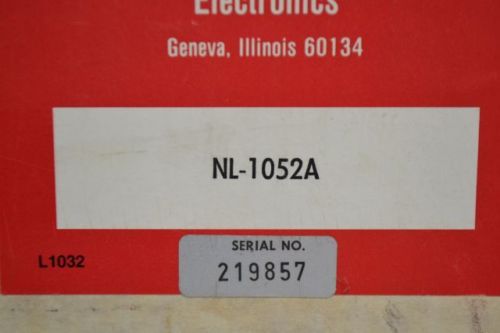 Electronics
Geneva, Illinois 60134
NL-1052A
SERIAL NO.
L1032
219857